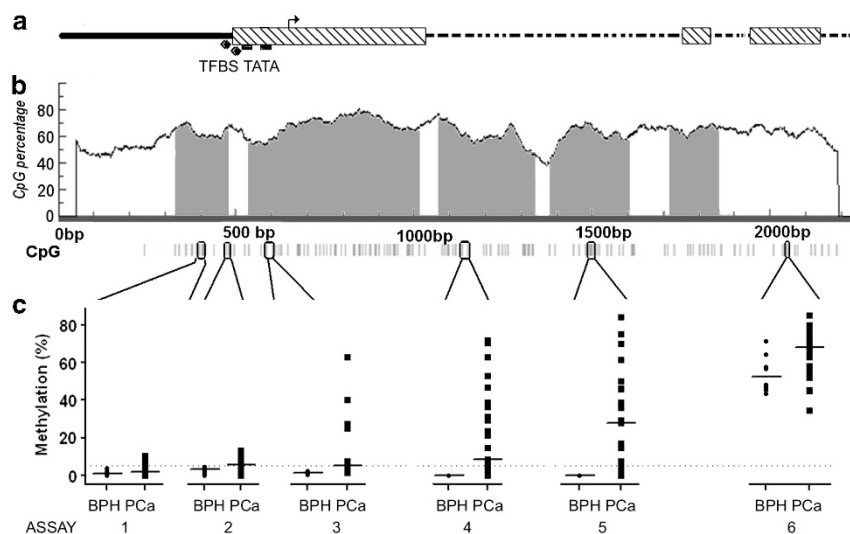 a
TFBS TATA
b
CpG percentage
80
60
40
20
0
0bp 500 bp 1000bp 1500bp 2000bp
CpG
c
Methylation (%)
80
60
40
20
0
BPH PCa BPH PCa BPH PCa BPH PCa BPH PCa BPH PCa
ASSAY 1 2 3 4 5 6